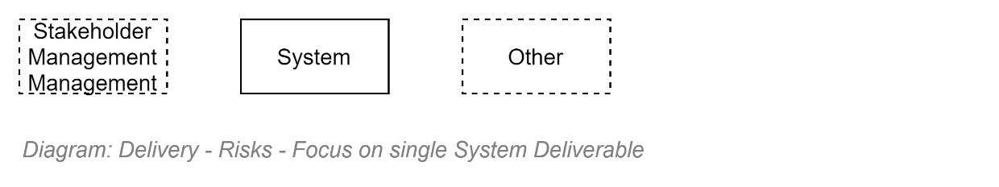 Stakeholder
Management
Management
System
Other
Diagram: Delivery - Risks - Focus on single System Deliverable